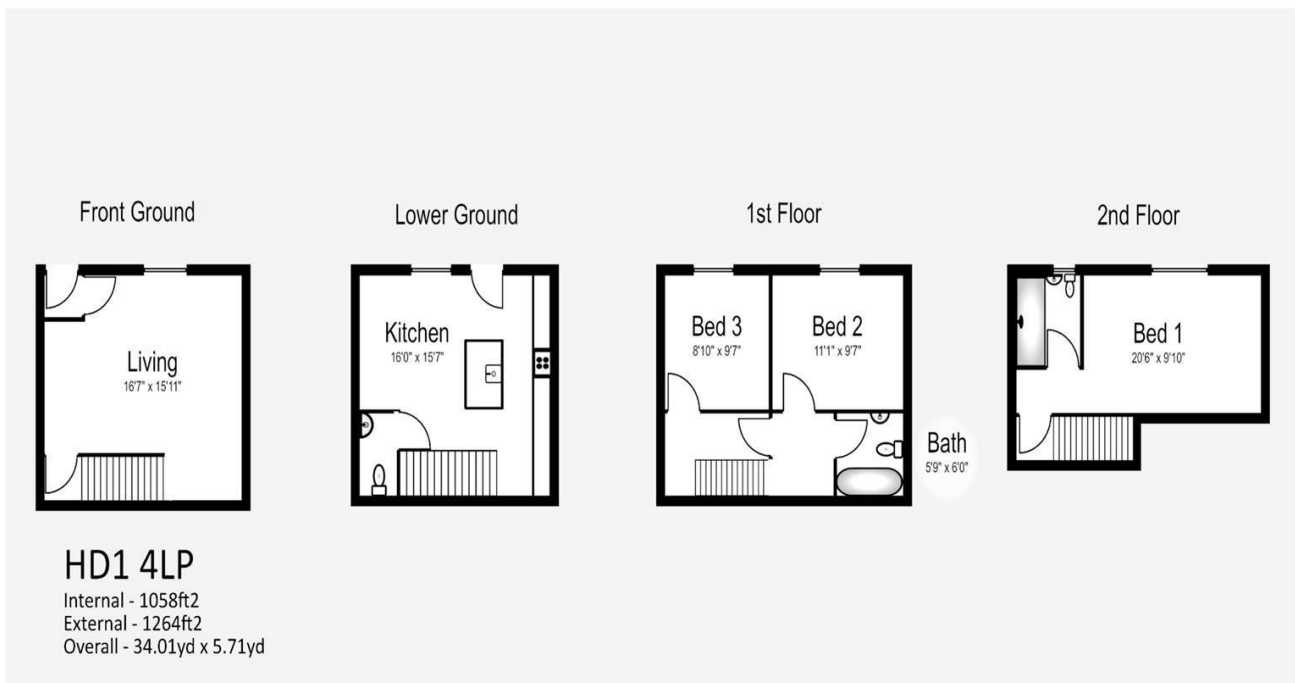 Front Ground
Lower Ground
1st Floor
2nd Floor
Living
16'7" x 15'11"
Kitchen
16'0" x 15'7"
Bed 3
8'10" x 9'7"
Bed 2
11'1" x 9'7"
Bath
5'9" x 6'0"
Bed 1
20'6" x 9'10"
HD1 4LP
Internal - 1058ft2
External - 1264ft2
Overall - 34.01yd x 5.71yd